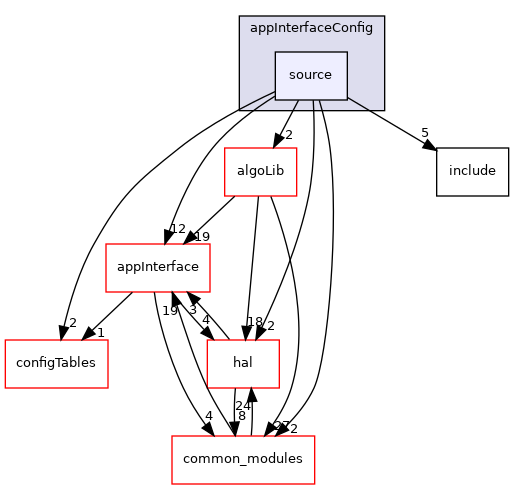 appInterfaceConfig
source
2
5
algoLib
include
12
19
appInterface
19
3
4
18
2
2
1
configTables
hal
4
24
8
27
2
common_modules